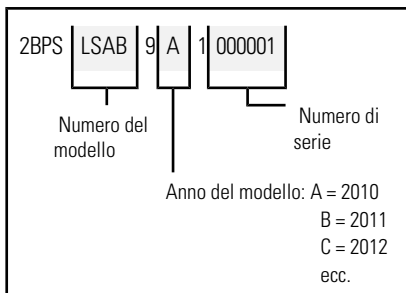 2BPS LSAB 9 A 1 000001
Numero del
modello
Numero di
serie
Anno del modello: A = 2010
B = 2011
C = 2012
ecc.